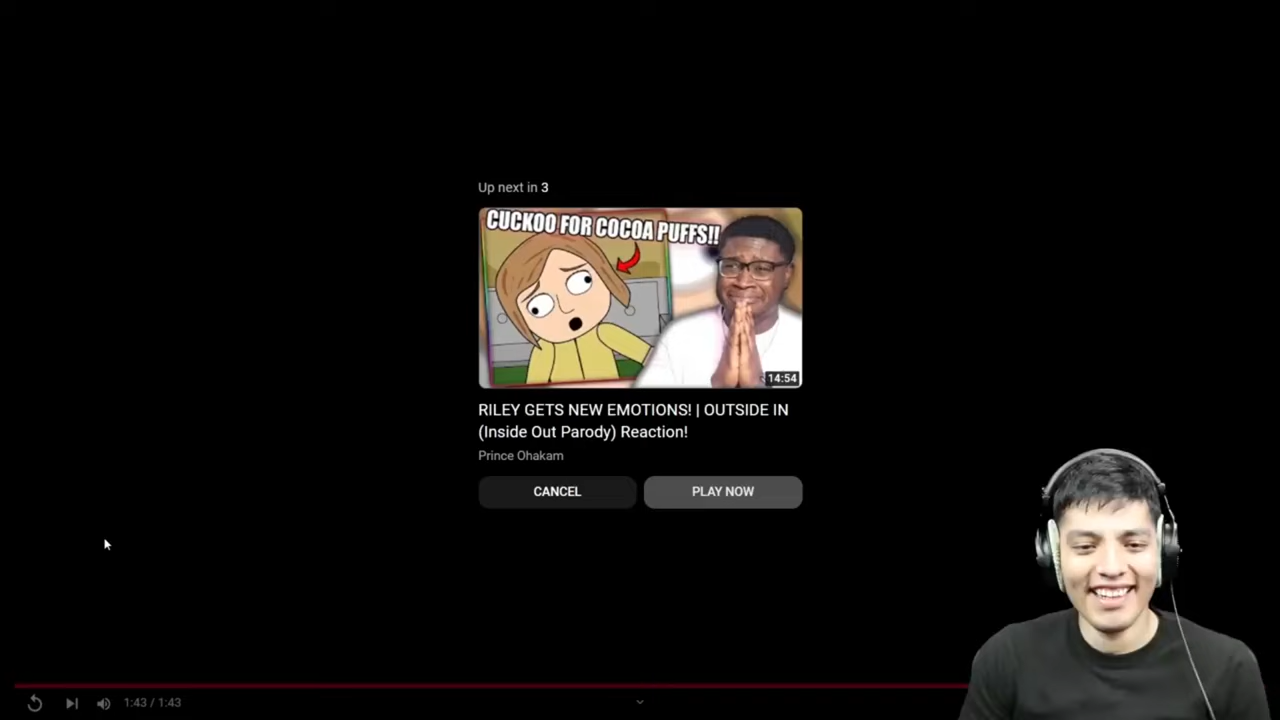 Up next in 3
CUCKOO FOR COCOA PUFFS!!
14:54
RILEY GETS NEW EMOTIONS! | OUTSIDE IN
(Inside Out Parody) Reaction!
Prince Ohakam
CANCEL PLAY NOW
1:43 / 1:43